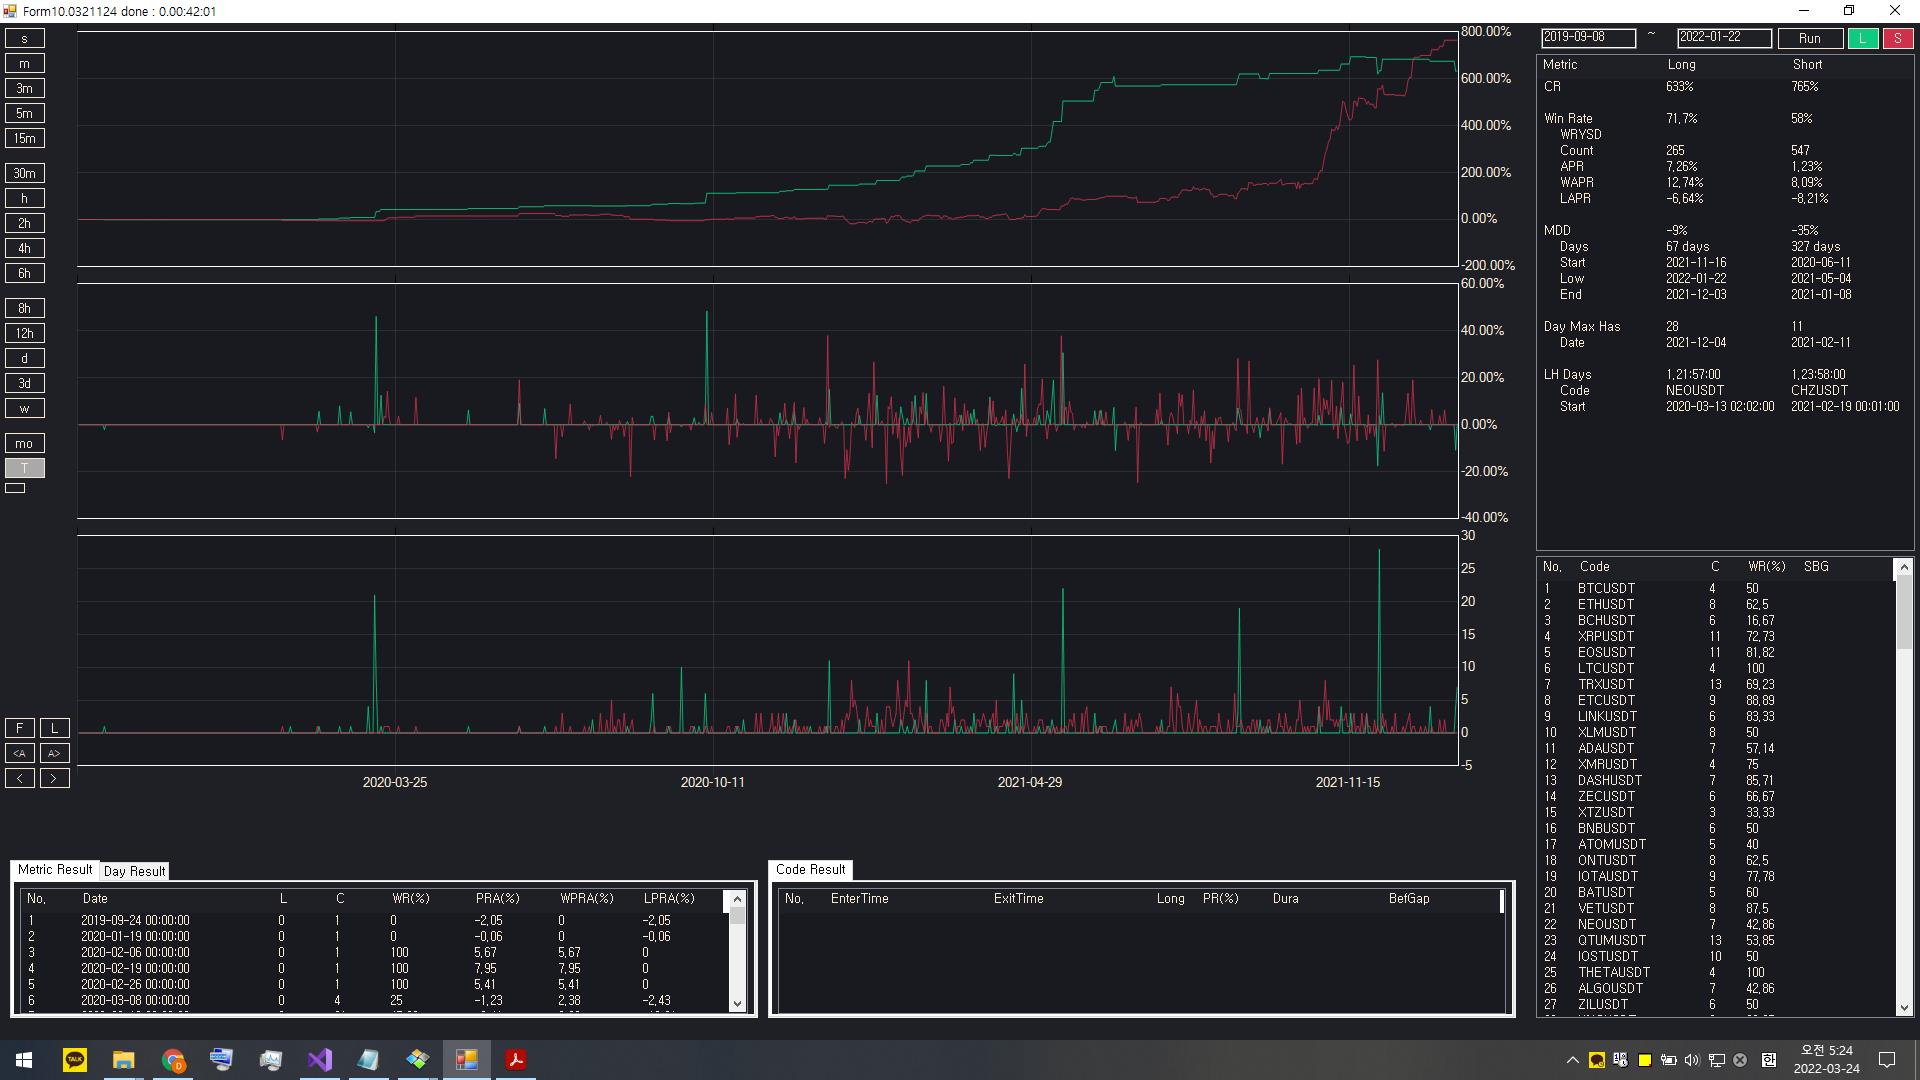 Form10.0321124 done : 0.00:42:01
s
m
3m
5m
15m
30m
h
2h
4h
6h
8h
12h
d
3d
w
mo
T
F L
<A A>
< >
800.00%
600.00%
400.00%
200.00%
0.00%
-200.00%
60.00%
40.00%
20.00%
0.00%
-20.00%
-40.00%
30
25
20
15
10
5
0
-5
2020-03-25 2020-10-11 2021-04-29 2021-11-15
2019-09-08 ~ 2022-01-22 Run L S
Metric Long Short
CR 633% 765%
Win Rate 71.7% 58%
WRYSD
Count 265 547
APR 7.26% 1.23%
WAPR 12.74% 8.09%
LAPR -6.64% -8.21%
MDD -9% -35%
Days 67 days 327 days
Start 2021-11-16 2020-06-11
Low 2022-01-22 2021-05-04
End 2021-12-03 2021-01-08
Day Max Has 28 11
Date 2021-12-04 2021-02-11
LH Days 1.21:57:00 1.23:58:00
Code NEOUSDT CHZUSDT
Start 2020-03-13 02:02:00 2021-02-19 00:01:00
No. Code C WR(%) SBG
1 BTCUSDT 4 50
2 ETHUSDT 8 62.5
3 BCHUSDT 6 16.67
4 XRPUSDT 11 72.73
5 EOSUSDT 11 81.82
6 LTCUSDT 4 100
7 TRXUSDT 13 69.23
8 ETCUSDT 9 88.89
9 LINKUSDT 6 83.33
10 XLMUSDT 8 50
11 ADAUSDT 7 57.14
12 XMRUSDT 4 75
13 DASHUSDT 7 85.71
14 ZECUSDT 6 66.67
15 XTZUSDT 3 33.33
16 BNBUSDT 6 50
17 ATOMUSDT 5 40
18 ONTUSDT 8 62.5
19 IOTAUSDT 9 77.78
20 BATUSDT 5 60
21 VETUSDT 8 87.5
22 NEOUSDT 7 42.86
23 QTUMUSDT 13 53.85
24 IOSTUSDT 10 50
25 THETAUSDT 4 100
26 ALGOUSDT 7 42.86
27 ZILUSDT 6 50
Metric Result Day Result
No. Date L C WR(%) PRA(%) WPRA(%) LPRA(%)
1 2019-09-24 00:00:00 0 1 0 -2.05 0 -2.05
2 2020-01-19 00:00:00 0 1 0 -0.06 0 -0.06
3 2020-02-06 00:00:00 0 1 100 5.67 5.67 0
4 2020-02-19 00:00:00 0 1 100 7.95 7.95 0
5 2020-02-26 00:00:00 0 1 100 5.41 5.41 0
6 2020-03-08 00:00:00 0 4 25 -1.23 2.38 -2.43
Code Result
No. EnterTime ExitTime Long PR(%) Dura BefGap
TALK
오전 5:24
2022-03-24